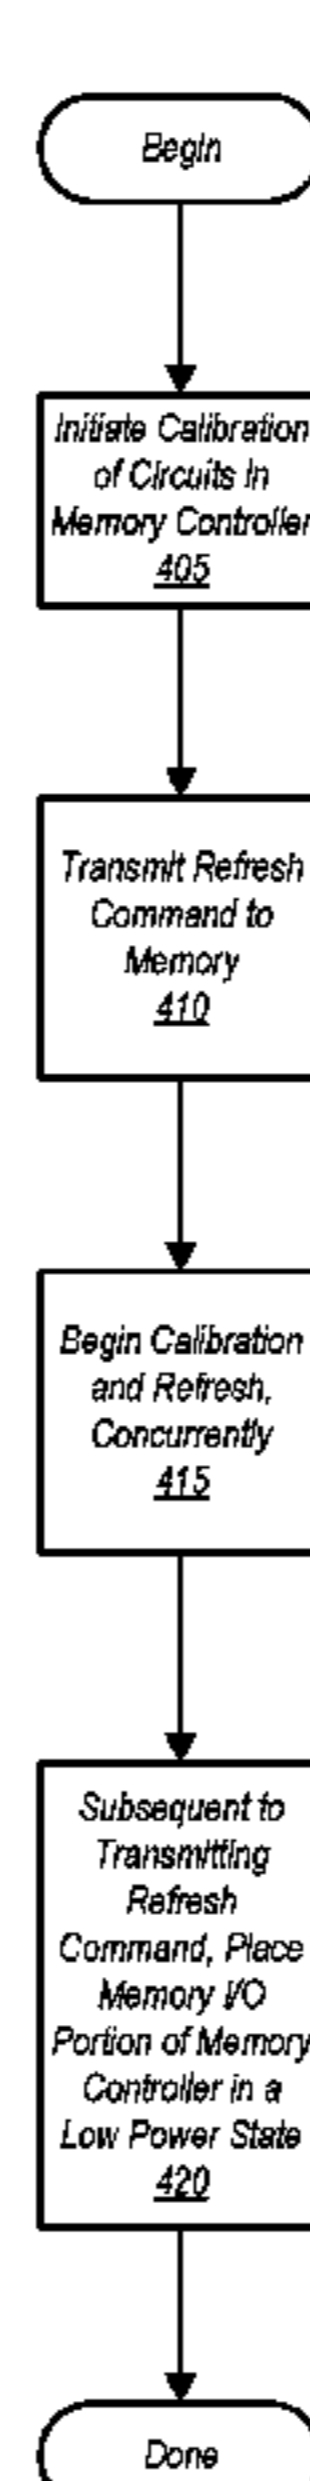 Begin
Initiate Calibration
of Circuits in
Memory Controller
405
Transmit Refresh
Command to
Memory
410
Begin Calibration
and Refresh,
Concurrently
415
Subsequent to
Transmitting
Refresh
Command, Place
Memory I/O
Portion of Memory
Controller in a
Low Power State
420
Done